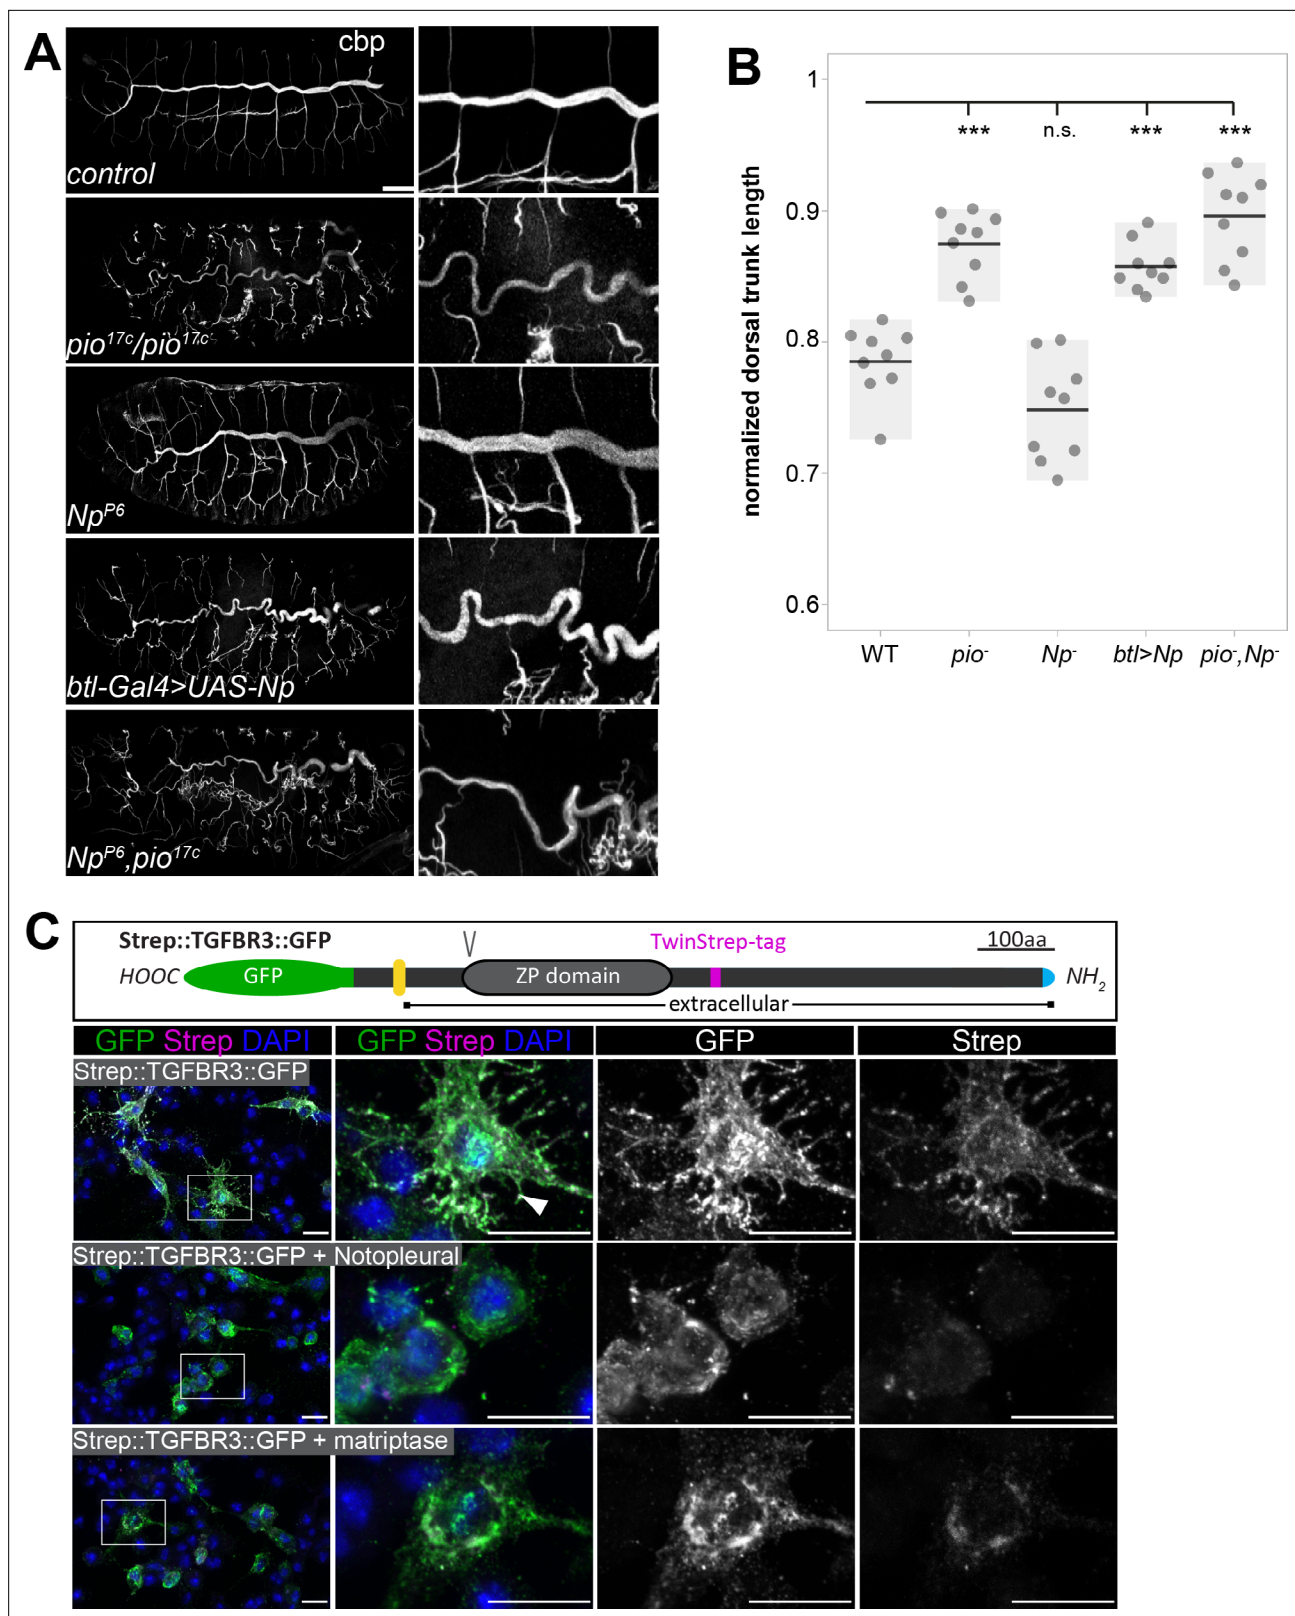 A
cbp
control
pio17c/pio17c
NpP6
btl-Gal4>UAS-Np
NpP6,pio17c
B
normalized dorsal trunk length
1
0.9
0.8
0.7
0.6
*** n.s. *** ***
WT pio- Np- btl>Np pio-,Np-
C
Strep::TGFBR3::GFP
TwinStrep-tag
100aa
HOOC GFP ZP domain NH2
extracellular
GFP Strep DAPI GFP Strep DAPI GFP Strep
Strep::TGFBR3::GFP
Strep::TGFBR3::GFP + Notopleural
Strep::TGFBR3::GFP + matriptase